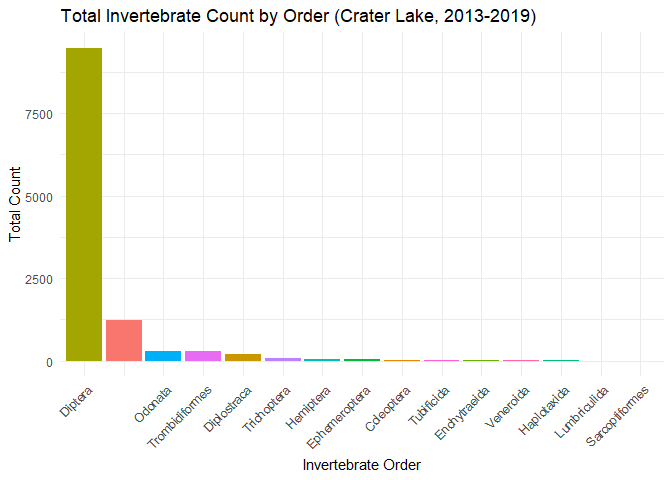 Total Invertebrate Count by Order (Crater Lake, 2013-2019)
Total Count
7500
5000
2500
0
Diptera
Odonata
Trombidiformes
Diplostraca
Trichoptera
Hemiptera
Ephemeroptera
Coleoptera
Tubificida
Enchytraeida
Veneroida
Haplotaxida
Lumbriculida
Sarcoptiformes
Invertebrate Order